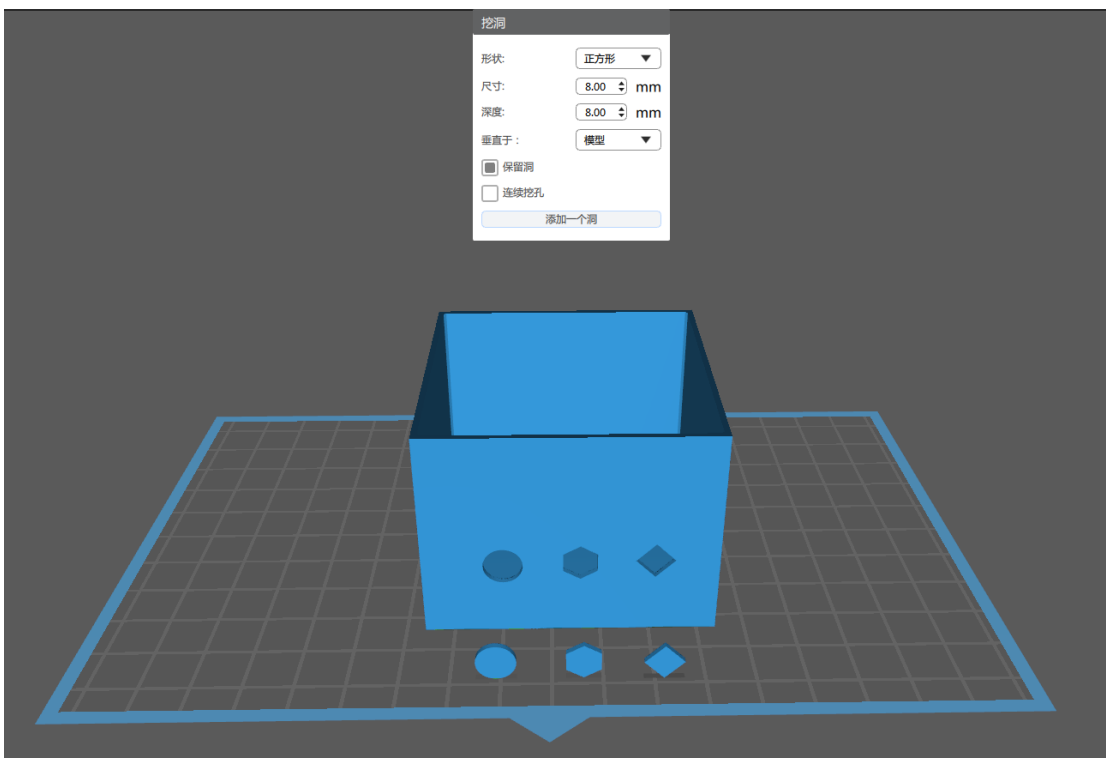 挖洞
形状: 正方形
尺寸: 8.00 mm
深度: 8.00 mm
垂直于： 模型
保留洞
连续挖孔
添加一个洞